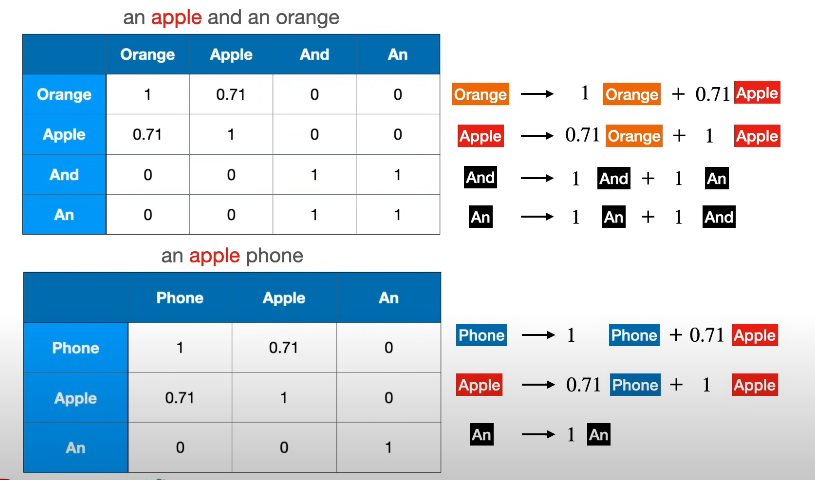 an apple and an orange
Orange Apple And An
Orange 1 0.71 0 0
Orange → 1 Orange + 0.71 Apple
Apple 0.71 1 0 0
Apple → 0.71 Orange + 1 Apple
And 0 0 1 1
And → 1 And + 1 An
An 0 0 1 1
An → 1 An + 1 And
an apple phone
Phone Apple An
Phone 1 0.71 0
Phone → 1 Phone + 0.71 Apple
Apple 0.71 1 0
Apple → 0.71 Phone + 1 Apple
An 0 0 1
An → 1 An